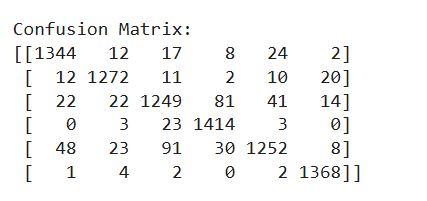 Confusion Matrix:
[[1344 12 17 8 24 2]
[ 12 1272 11 2 10 20]
[ 22 22 1249 81 41 14]
[ 0 3 23 1414 3 0]
[ 48 23 91 30 1252 8]
[ 1 4 2 0 2 1368]]